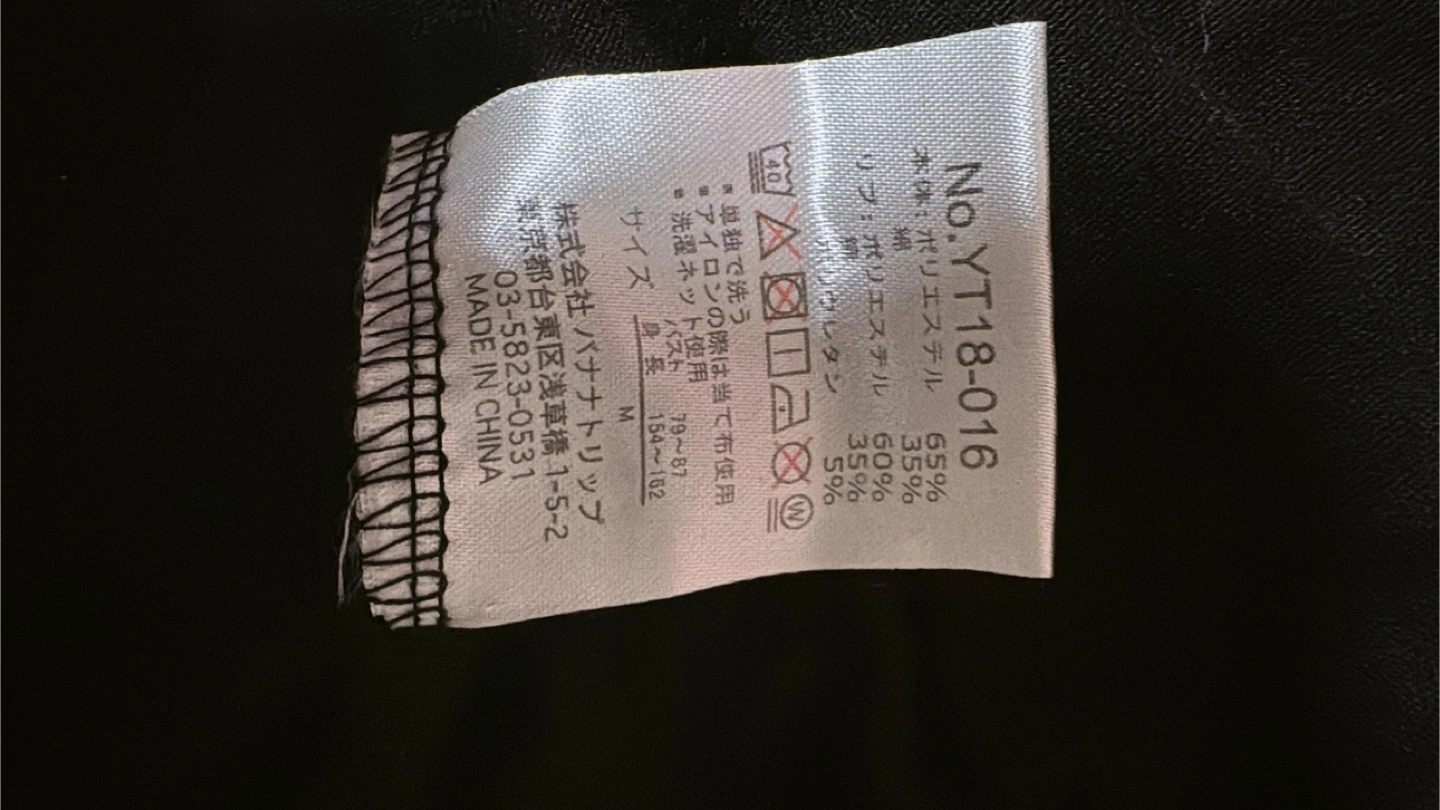 No.YT18-016
本体：ポリエステル 65%
綿 35%
リブ：ポリエステル 60%
綿 35%
ポリウレタン 5%
40
W
■ 単独で洗う
■ アイロンの際は当て布使用
■ 洗濯ネット使用
サイズ M
バスト 79～87
身長 154～162
株式会社 バナナトリップ
東京都台東区浅草橋 1-5-2
03-5823-0531
MADE IN CHINA